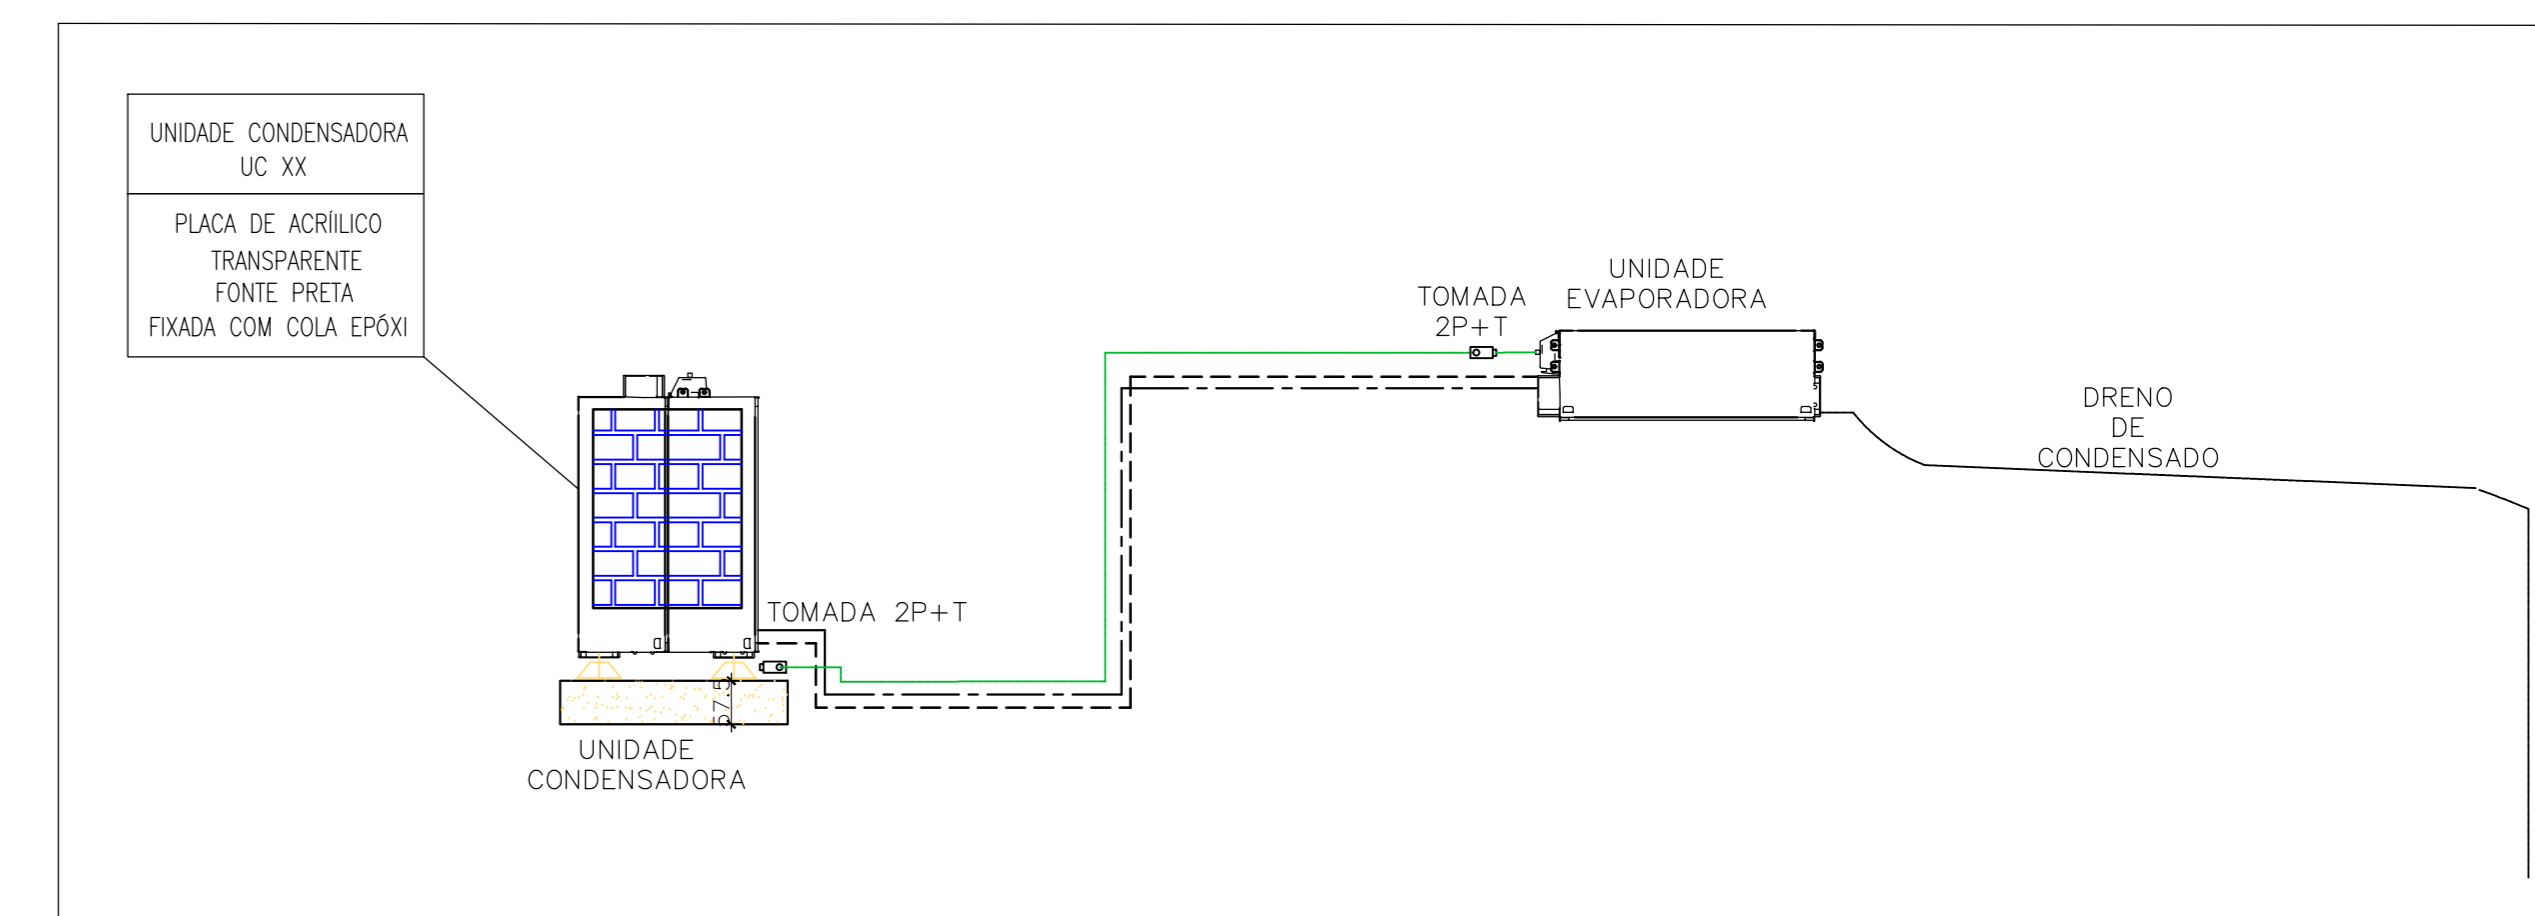 UNIDADE CONDENSADORA
UC XX
PLACA DE ACRÍILICO
TRANSPARENTE
FONTE PRETA
FIXADA COM COLA EPÓXI
UNIDADE
EVAPORADORA
TOMADA
2P+T
DRENO
DE
CONDENSADO
TOMADA 2P+T
57.5
UNIDADE
CONDENSADORA